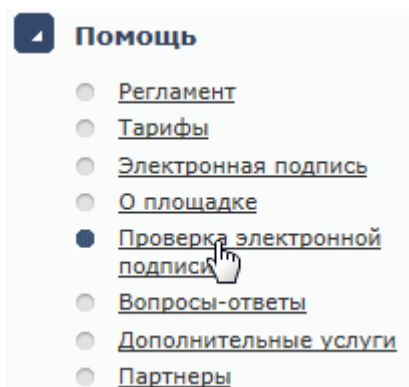 Помощь
Регламент
Тарифы
Электронная подпись
О площадке
Проверка электронной
подписи
Вопросы-ответы
Дополнительные услуги
Партнеры